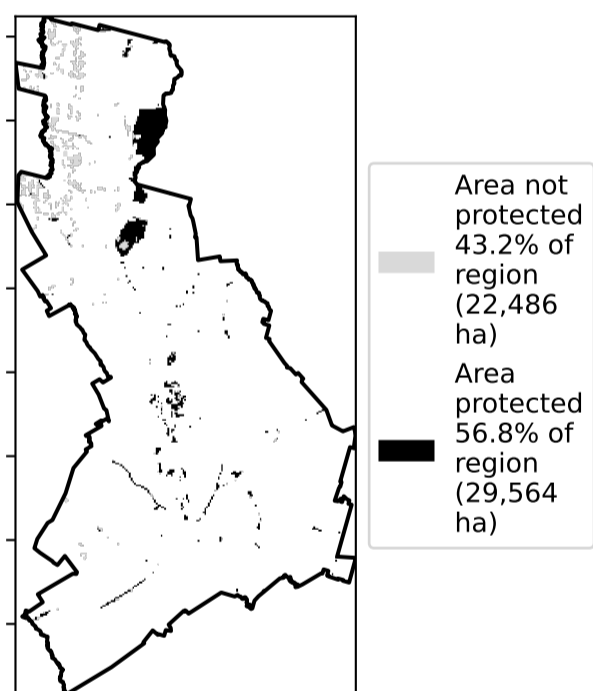 Area not
protected
43.2% of
region
(22,486
ha)
Area
protected
56.8% of
region
(29,564
ha)